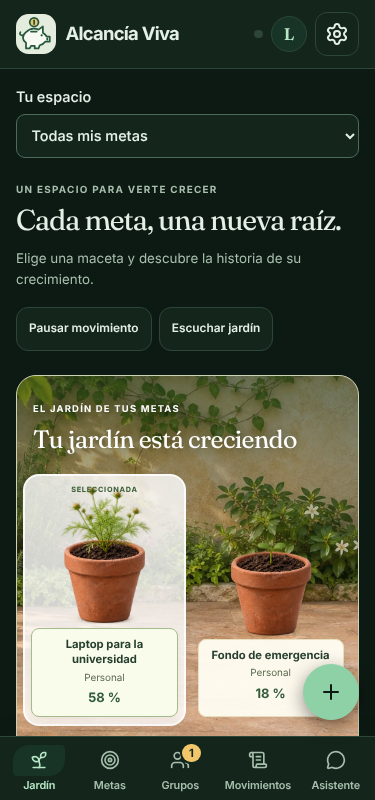 Alcancía Viva
L
Tu espacio
Todas mis metas
UN ESPACIO PARA VERTE CRECER
Cada meta, una nueva raíz.
Elige una maceta y descubre la historia de su
crecimiento.
Pausar movimiento
Escuchar jardín
EL JARDÍN DE TUS METAS
Tu jardín está creciendo
SELECCIONADA
Laptop para la
universidad
Personal
58 %
Fondo de emergencia
Personal
18 %
1
Jardín
Metas
Grupos
Movimientos
Asistente